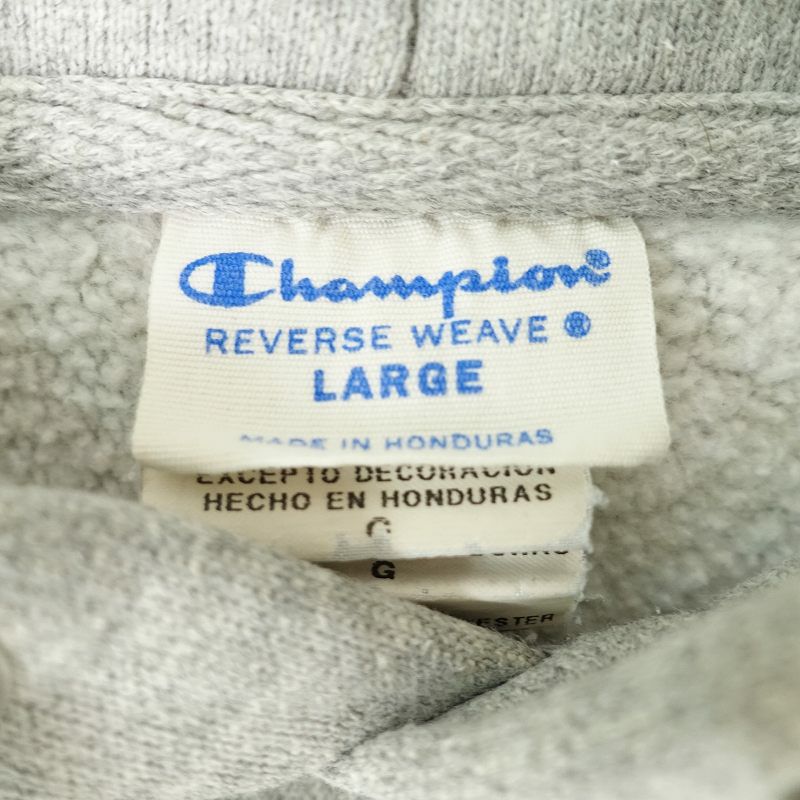 Champion®
REVERSE WEAVE ®
LARGE
MADE IN HONDURAS
EXCEPTO DECORACION
HECHO EN HONDURAS
G
G